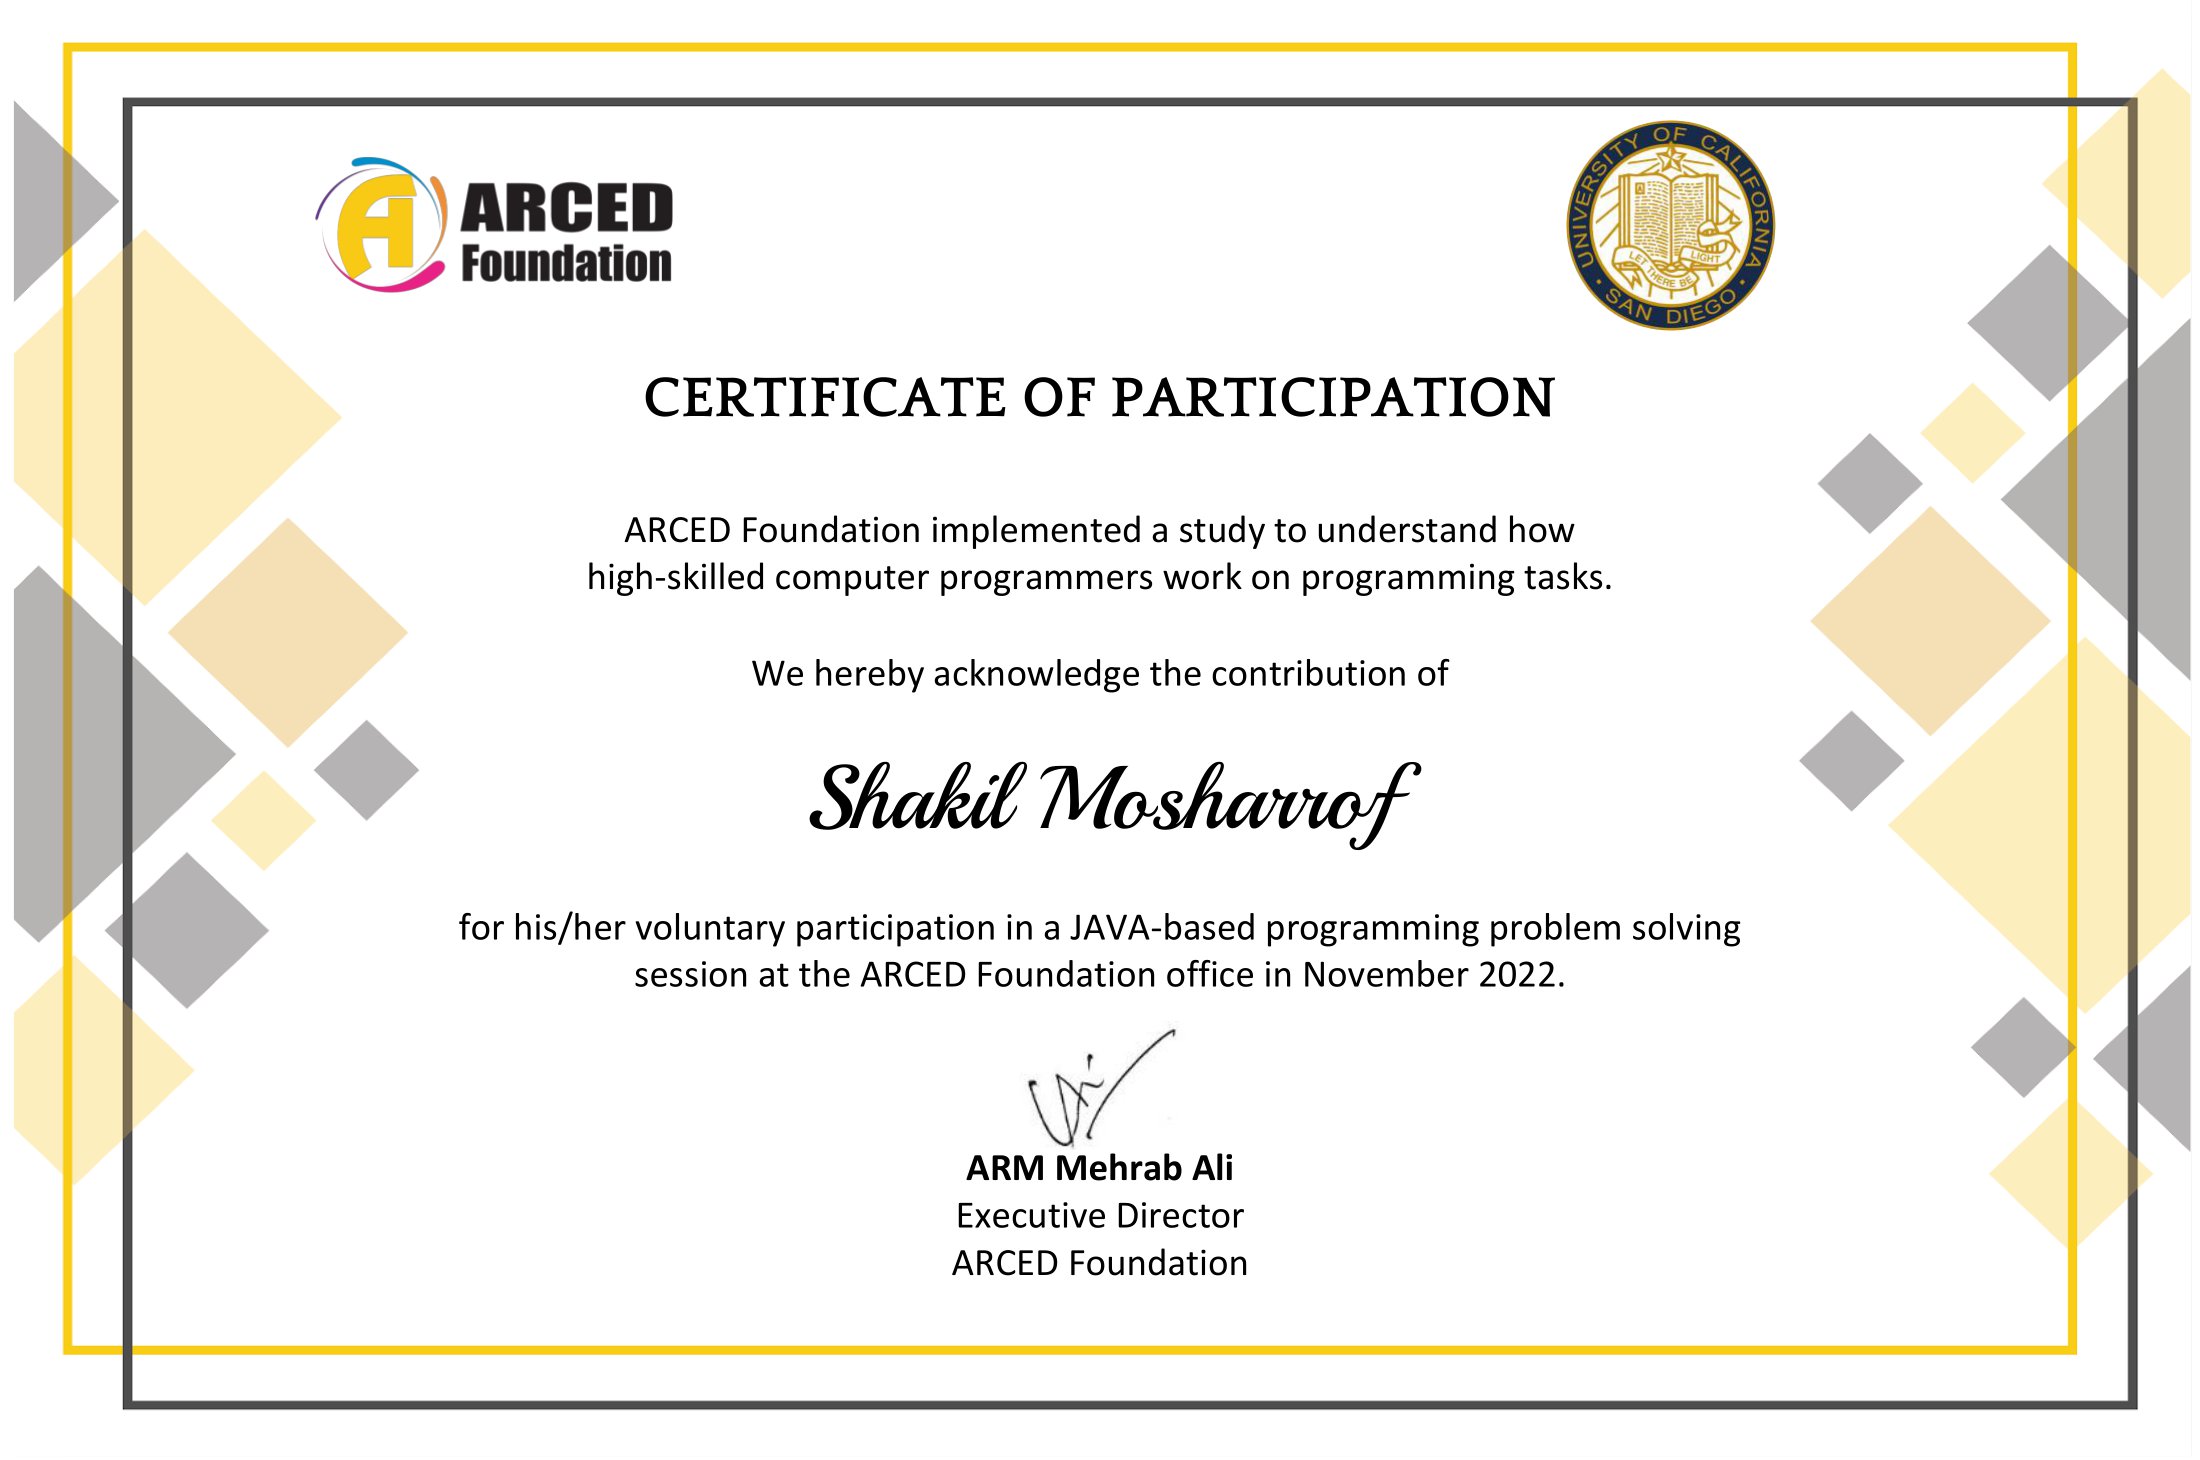 ARCED
Foundation
UNIVERSITY OF CALIFORNIA
SAN DIEGO
LET THERE BE LIGHT
CERTIFICATE OF PARTICIPATION
ARCED Foundation implemented a study to understand how
high-skilled computer programmers work on programming tasks.
We hereby acknowledge the contribution of
Shakil Mosharrof
for his/her voluntary participation in a JAVA-based programming problem solving
session at the ARCED Foundation office in November 2022.
ARM Mehrab Ali
Executive Director
ARCED Foundation